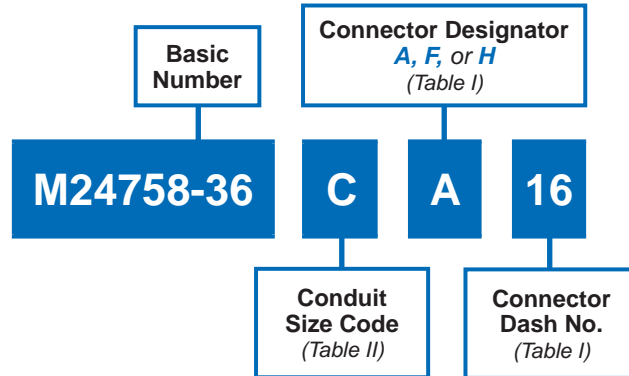 Basic
Number
Connector Designator
A, F, or H
(Table I)
M24758-36
C
A
16
Conduit
Size Code
(Table II)
Connector
Dash No.
(Table I)